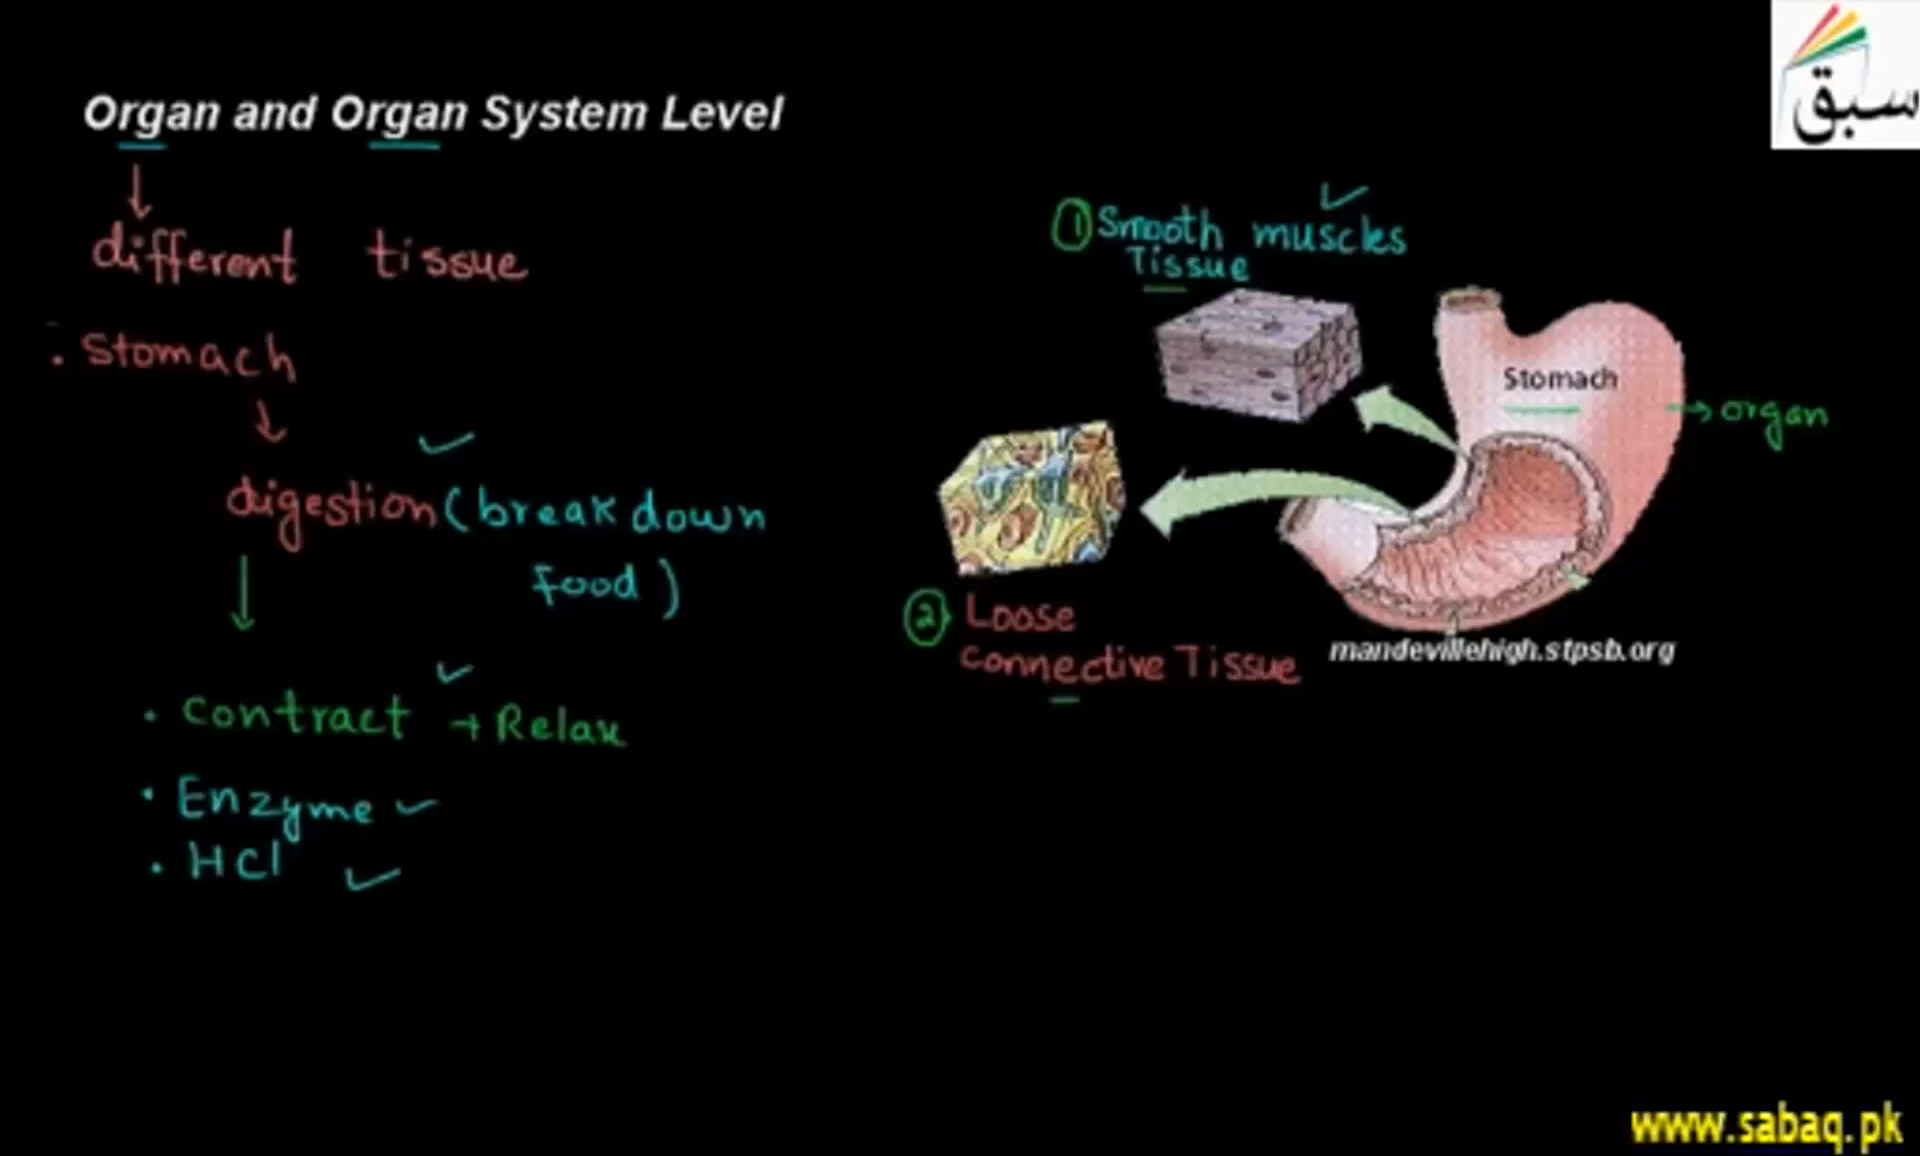 سبق
Organ and Organ System Level
different tissue
. Stomach
digestion (break down
food)
. Contract + Relax
. Enzyme
. HCl
① Smooth muscles
Tissue
Stomach
organ
② Loose
Connective Tissue
mandevillehigh.stpsb.org
www.sabaq.pk